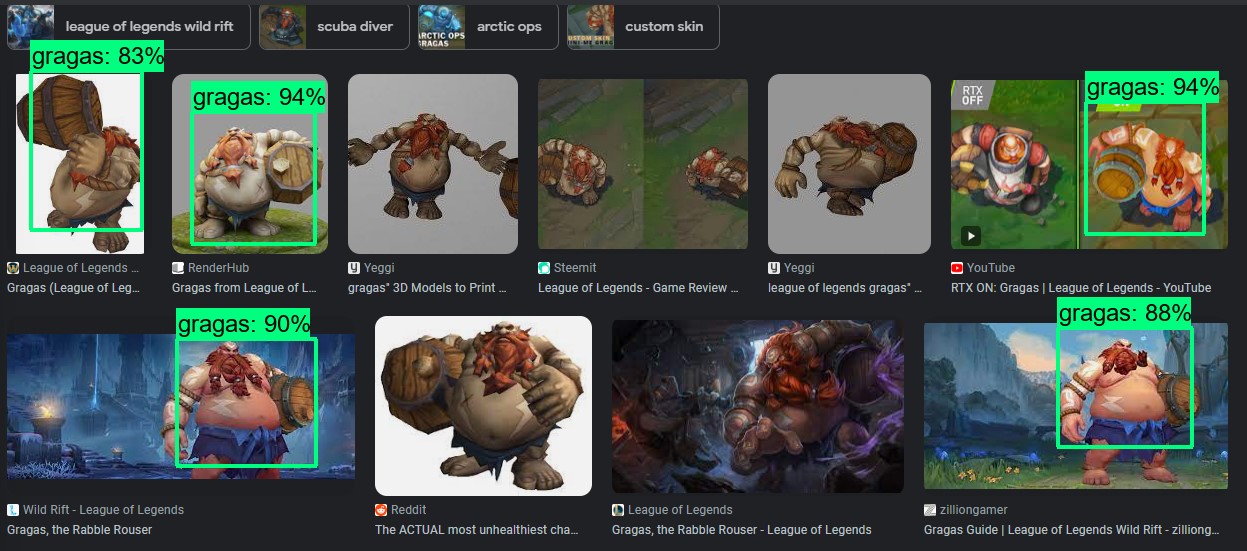 league of legends wild rift
scuba diver
ARCTIC OPS
GRAGAS
arctic ops
custom skin
gragas: 83%
gragas: 94%
RTX
OFF
gragas: 94%
League of Legends ...
Gragas (League of Leg...
RenderHub
Gragas from League of L...
Yeggi
gragas" 3D Models to Print ...
Steemit
League of Legends - Game Review ...
Yeggi
league of legends gragas" ...
YouTube
RTX ON: Gragas | League of Legends - YouTube
gragas: 90%
gragas: 88%
Wild Rift - League of Legends
Gragas, the Rabble Rouser
Reddit
The ACTUAL most unhealthiest cha...
League of Legends
Gragas, the Rabble Rouser - League of Legends
zilliongamer
Gragas Guide | League of Legends Wild Rift - zilliong...